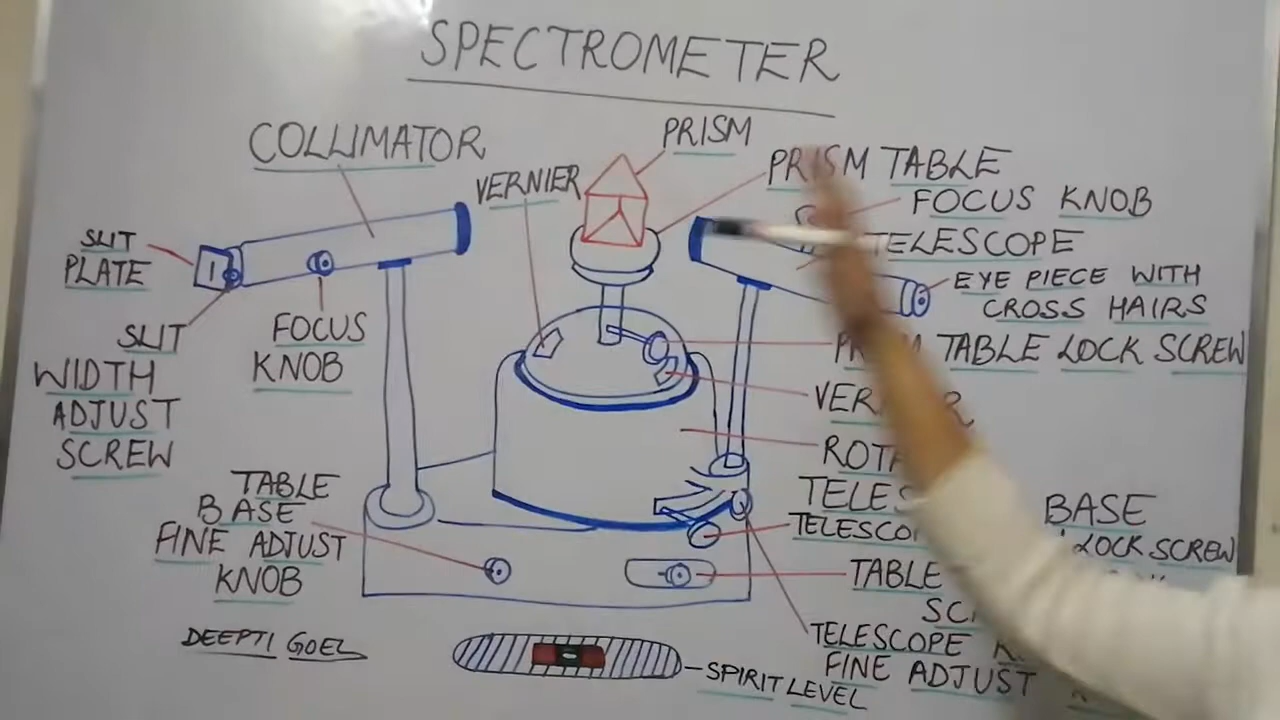 SPECTROMETER
COLLIMATOR
PRISM
VERNIER
PRISM TABLE
FOCUS KNOB
TELESCOPE
EYE PIECE WITH
CROSS HAIRS
SLIT
PLATE
SLIT
WIDTH
ADJUST
SCREW
FOCUS
KNOB
TABLE LOCK SCREW
TABLE
BASE
FINE ADJUST
KNOB
BASE
LOCK SCREW
TABLE
TELESCOPE
FINE ADJUST
DEEPTI GOEL
SPIRIT LEVEL